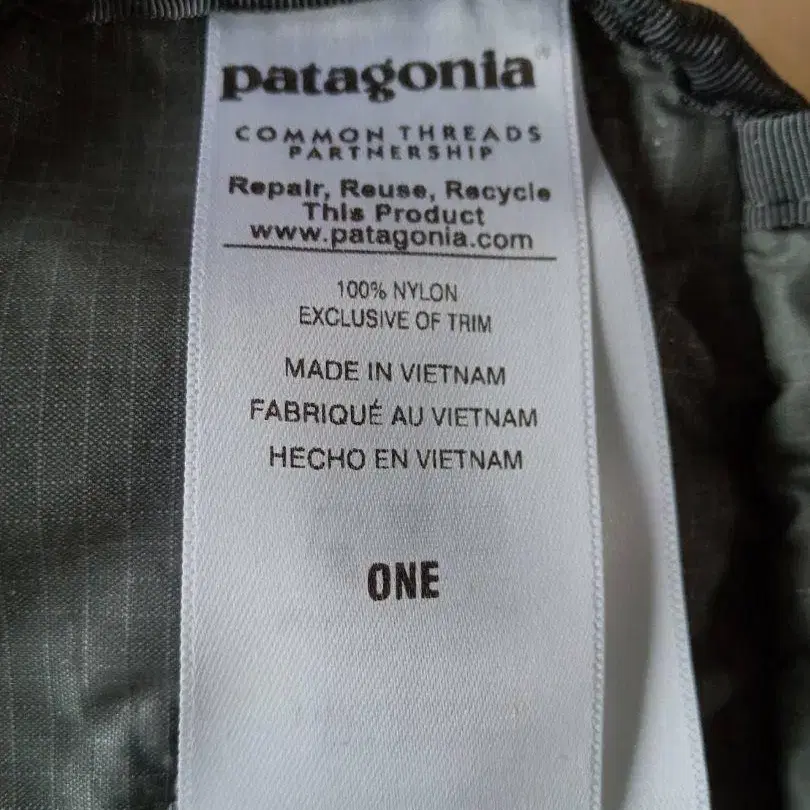 patagonia®
COMMON THREADS
PARTNERSHIP
Repair, Reuse, Recycle
This Product
www.patagonia.com
100% NYLON
EXCLUSIVE OF TRIM
MADE IN VIETNAM
FABRIQUÉ AU VIETNAM
HECHO EN VIETNAM
ONE